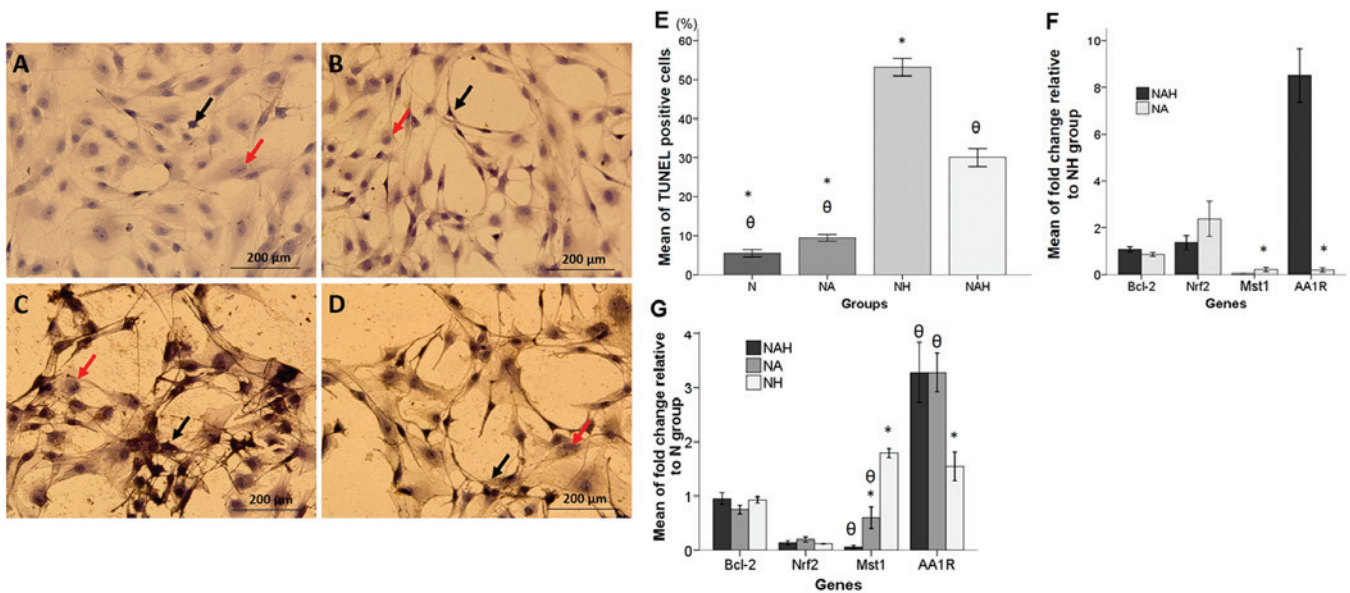 A
200 µm
B
200 µm
C
200 µm
D
200 µm
E (%)
Mean of TUNEL positive cells
60
50
40
30
20
10
0
*
θ
*
θ
*
θ
N NA NH NAH
Groups
F
Mean of fold change relative
to NH group
10
8
6
4
2
0
NAH
NA
*
*
Bcl-2 Nrf2 Mst1 AA1R
Genes
G
Mean of fold change relative
to N group
4
3
2
1
0
NAH
NA
NH
θ
θ
*
*
θ
θ
*
Bcl-2 Nrf2 Mst1 AA1R
Genes